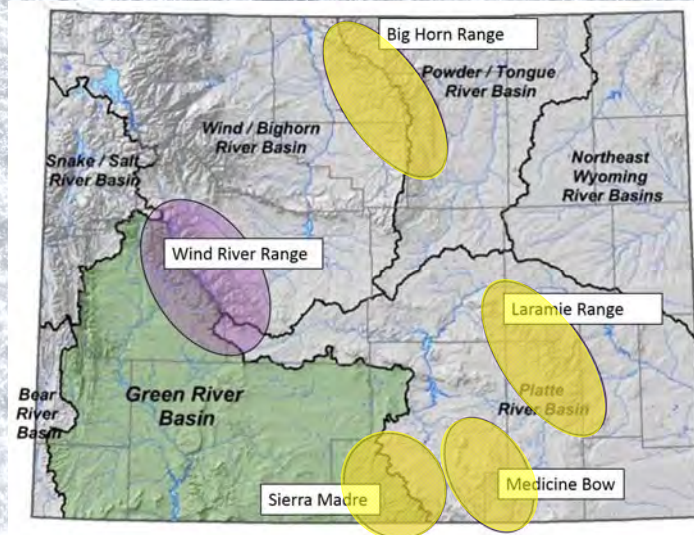 Big Horn Range
Powder / Tongue
River Basin
Wind / Bighorn
River Basin
Snake / Salt
River Basin
Northeast
Wyoming
River Basins
Wind River Range
Laramie Range
Bear
River
Basin
Green River
Basin
Platte
River Basin
Sierra Madre
Medicine Bow